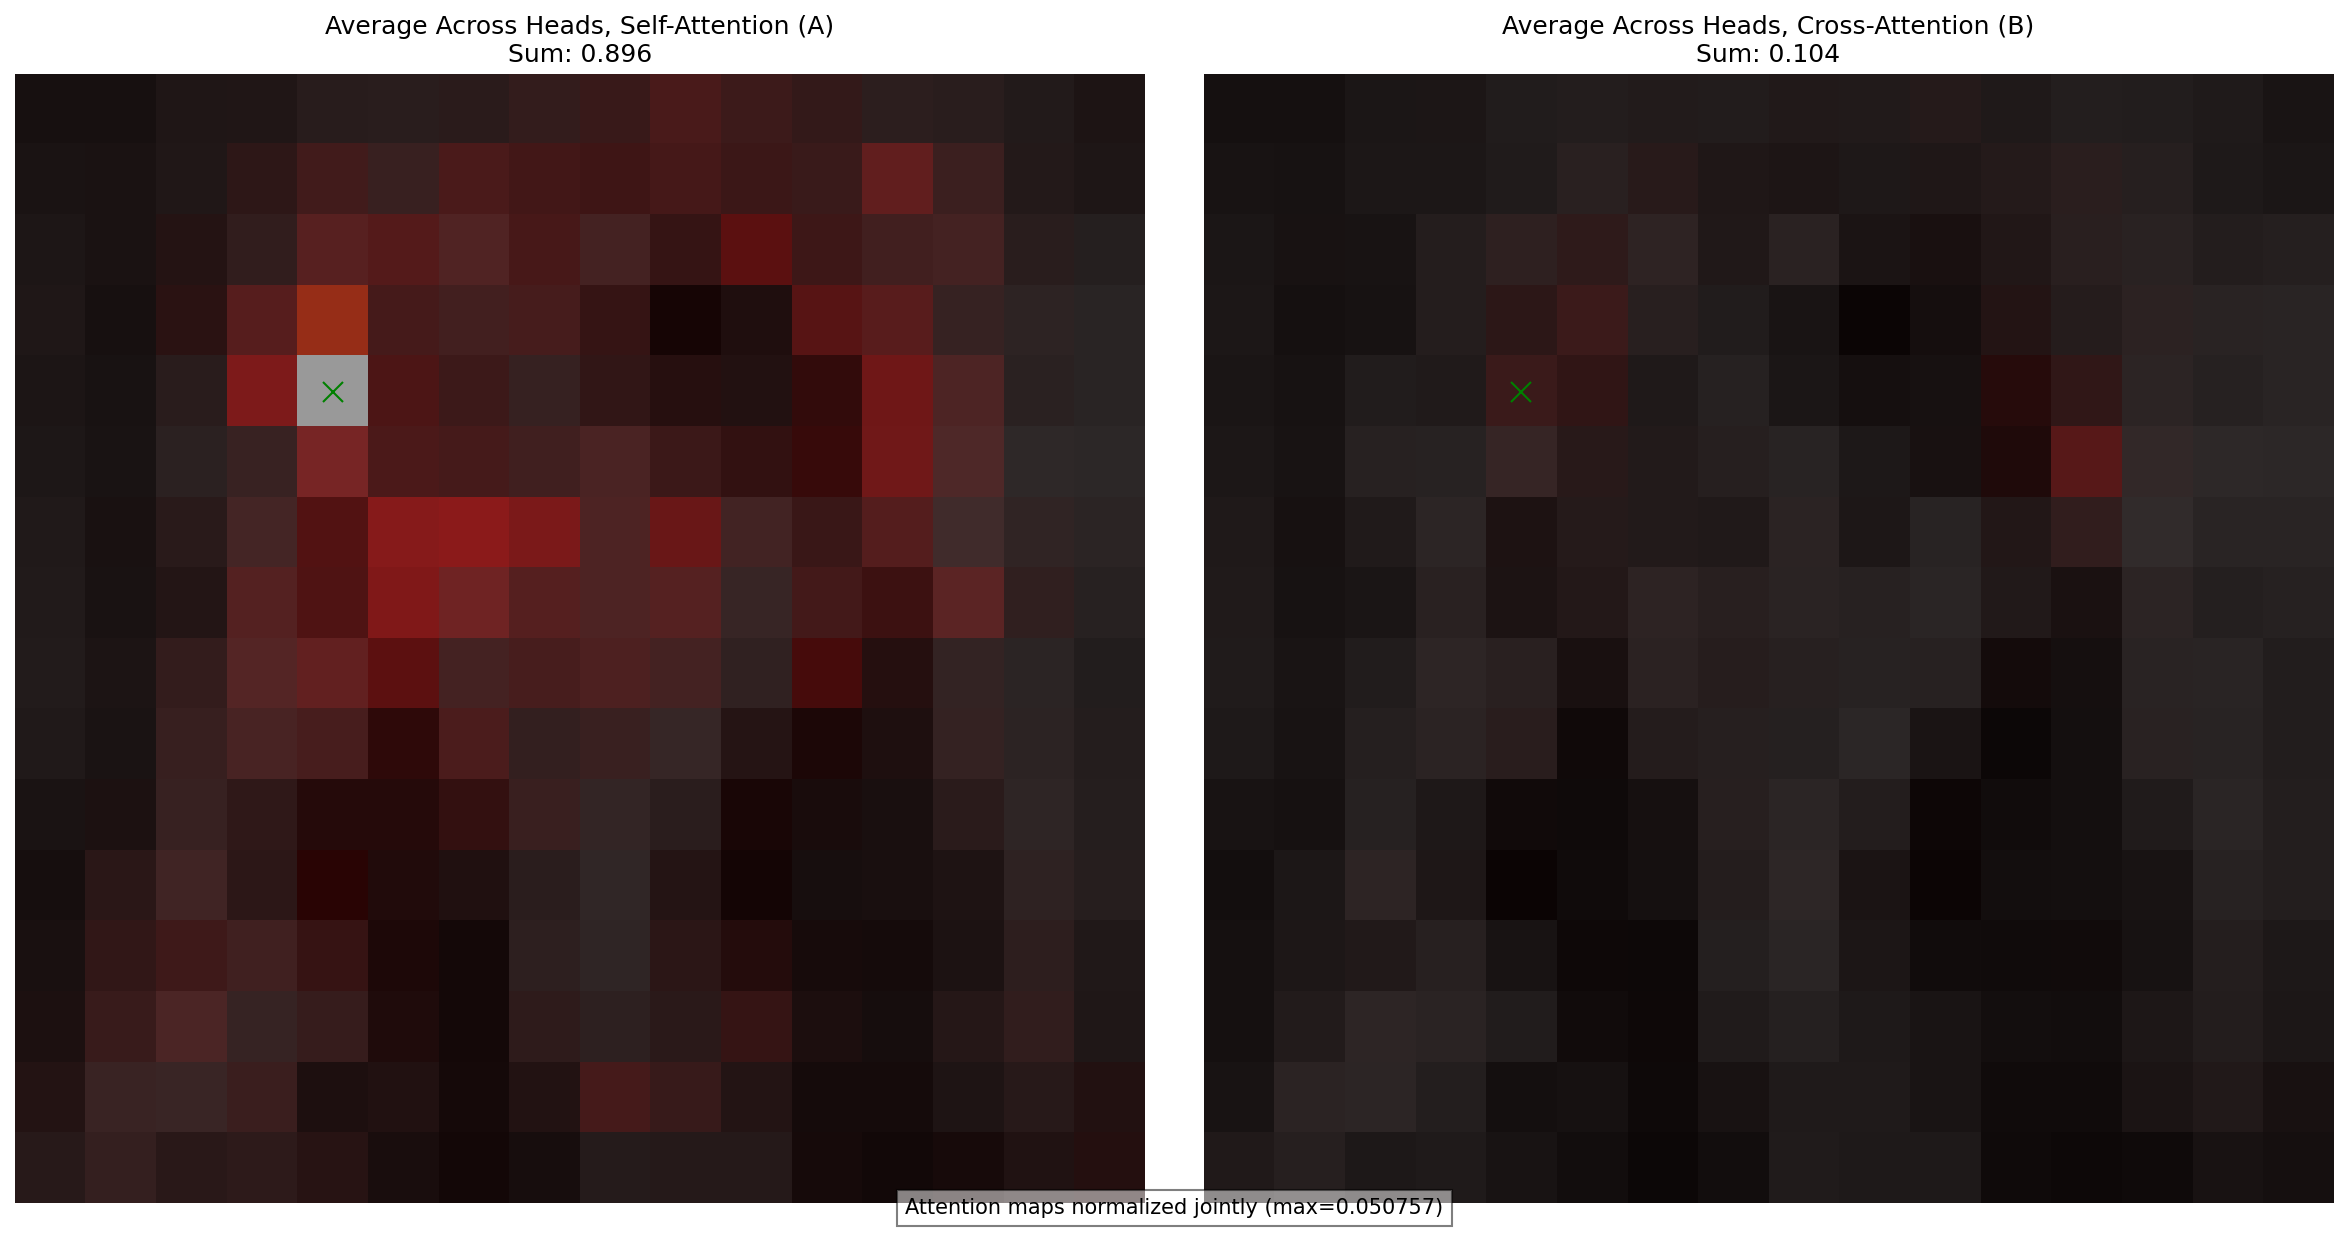 Average Across Heads, Self-Attention (A)
Sum: 0.896
Average Across Heads, Cross-Attention (B)
Sum: 0.104
Attention maps normalized jointly (max=0.050757)